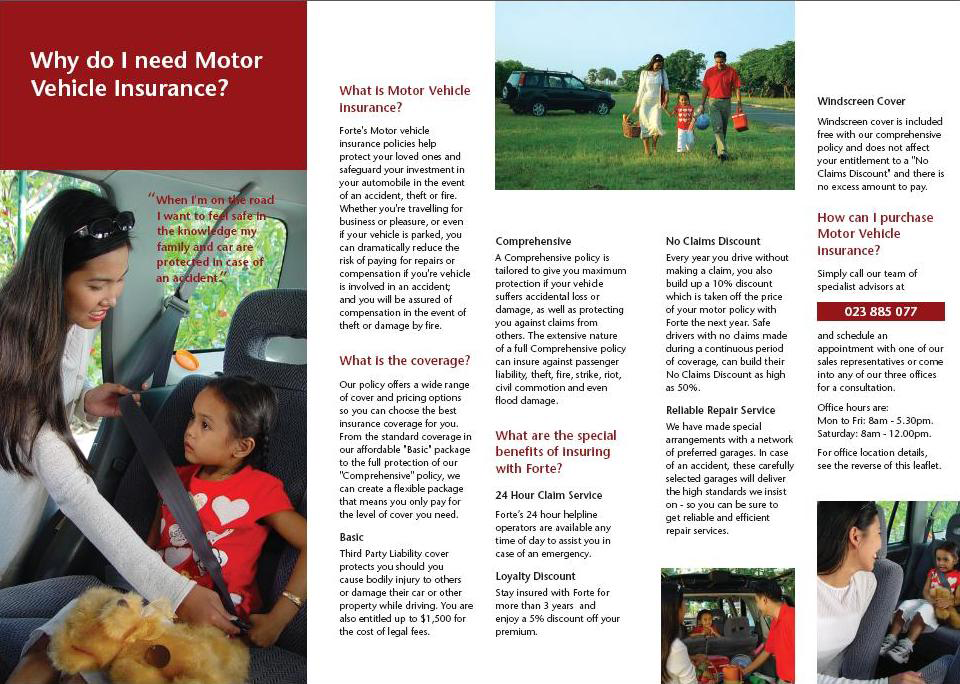 Why do I need Motor
Vehicle Insurance?
"When I'm on the road
I want to feel safe in
the knowledge my
family and car are
protected in case of
an accident."
What is Motor Vehicle
Insurance?
Forte's Motor vehicle
insurance policies help
protect your loved ones and
safeguard your investment in
your automobile in the event
of an accident, theft or fire.
Whether you're travelling for
business or pleasure, or even
if your vehicle is parked, you
can dramatically reduce the
risk of paying for repairs or
compensation if you're vehicle
is involved in an accident;
and you will be assured of
compensation in the event of
theft or damage by fire.
What is the coverage?
Our policy offers a wide range
of cover and pricing options
so you can choose the best
insurance coverage for you.
From the standard coverage in
our affordable "Basic" package
to the full protection of our
"Comprehensive" policy, we
can create a flexible package
that means you only pay for
the level of cover you need.
Basic
Third Party Liability cover
protects you should you
cause bodily injury to others
or damage their car or other
property while driving. You are
also entitled up to $1,500 for
the cost of legal fees.
Comprehensive
A Comprehensive policy is
tailored to give you maximum
protection if your vehicle
suffers accidental loss or
damage, as well as protecting
you against claims from
others. The extensive nature
of a full Comprehensive policy
can insure against passenger
liability, theft, fire, strike, riot,
civil commotion and even
flood damage.
What are the special
benefits of insuring
with Forte?
24 Hour Claim Service
Forte's 24 hour helpline
operators are available any
time of day to assist you in
case of an emergency.
Loyalty Discount
Stay insured with Forte for
more than 3 years and
enjoy a 5% discount off your
premium.
No Claims Discount
Every year you drive without
making a claim, you also
build up a 10% discount
which is taken off the price
of your motor policy with
Forte the next year. Safe
drivers with no claims made
during a continuous period
of coverage, can build their
No Claims Discount as high
as 50%.
Reliable Repair Service
We have made special
arrangements with a network
of preferred garages. In case
of an accident, these carefully
selected garages will deliver
the high standards we insist
on - so you can be sure to
get reliable and efficient
repair services.
Windscreen Cover
Windscreen cover is included
free with our comprehensive
policy and does not affect
your entitlement to a "No
Claims Discount" and there is
no excess amount to pay.
How can I purchase
Motor Vehicle
Insurance?
Simply call our team of
specialist advisors at
023 885 077
and schedule an
appointment with one of our
sales representatives or come
into any of our three offices
for a consultation.
Office hours are:
Mon to Fri: 8am - 5.30pm.
Saturday: 8am - 12.00pm.
For office location details,
see the reverse of this leaflet.